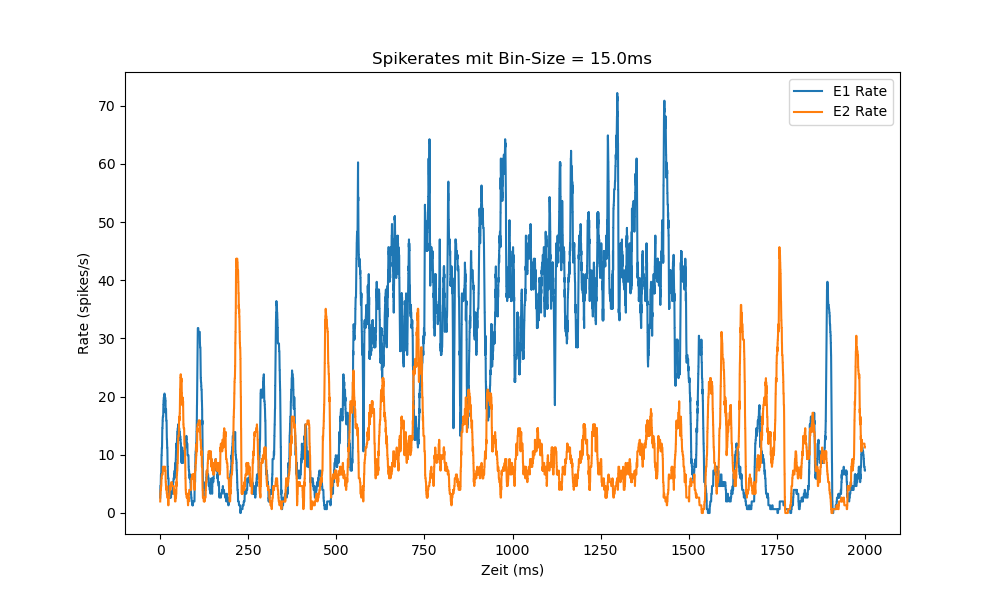 Spikerates mit Bin-Size = 15.0ms
E1 Rate
E2 Rate
Rate (spikes/s)
70
60
50
40
30
20
10
0
0 250 500 750 1000 1250 1500 1750 2000
Zeit (ms)